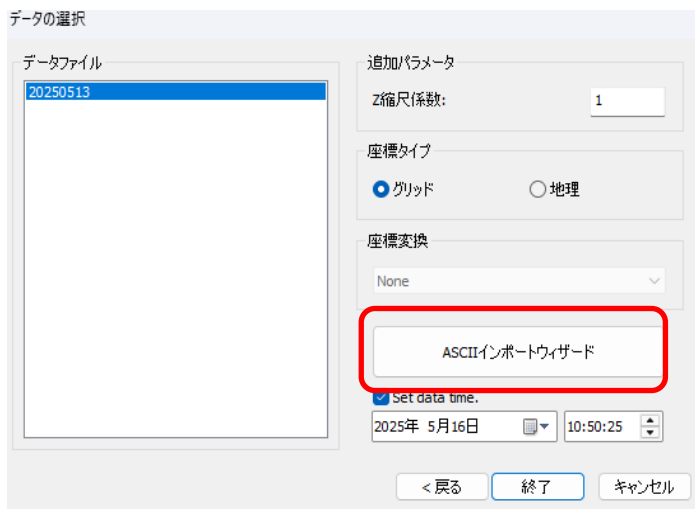 データの選択
データファイル
20250513
追加パラメータ
Z縮尺係数:
1
座標タイプ
グリッド
地理
座標変換
None
ASCIIインポートウィザード
Set data time.
2025年 5月16日
10:50:25
< 戻る
終了
キャンセル